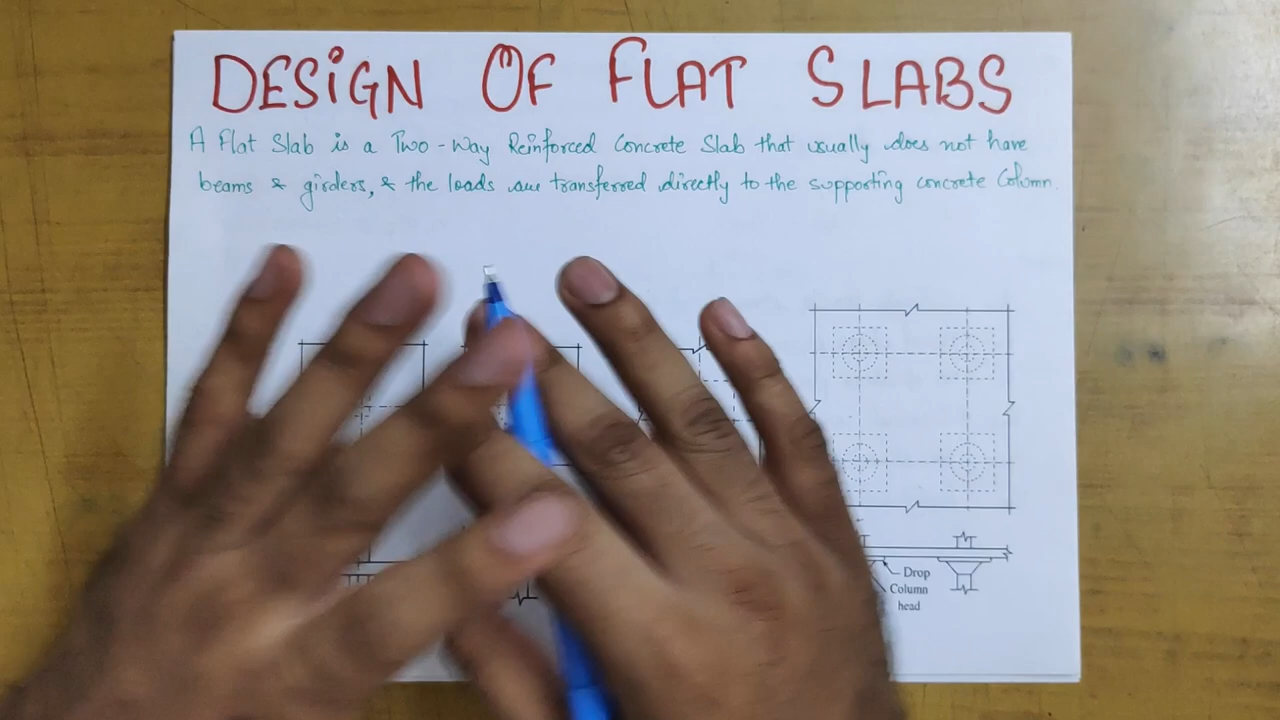 DESiGN OF FLAT SLABS
A Flat Slab is a Two-Way Reinforced Concrete Slab that usually does not have
beams & girders, & the loads are transferred directly to the supporting concrete Column.
Drop
Column
head